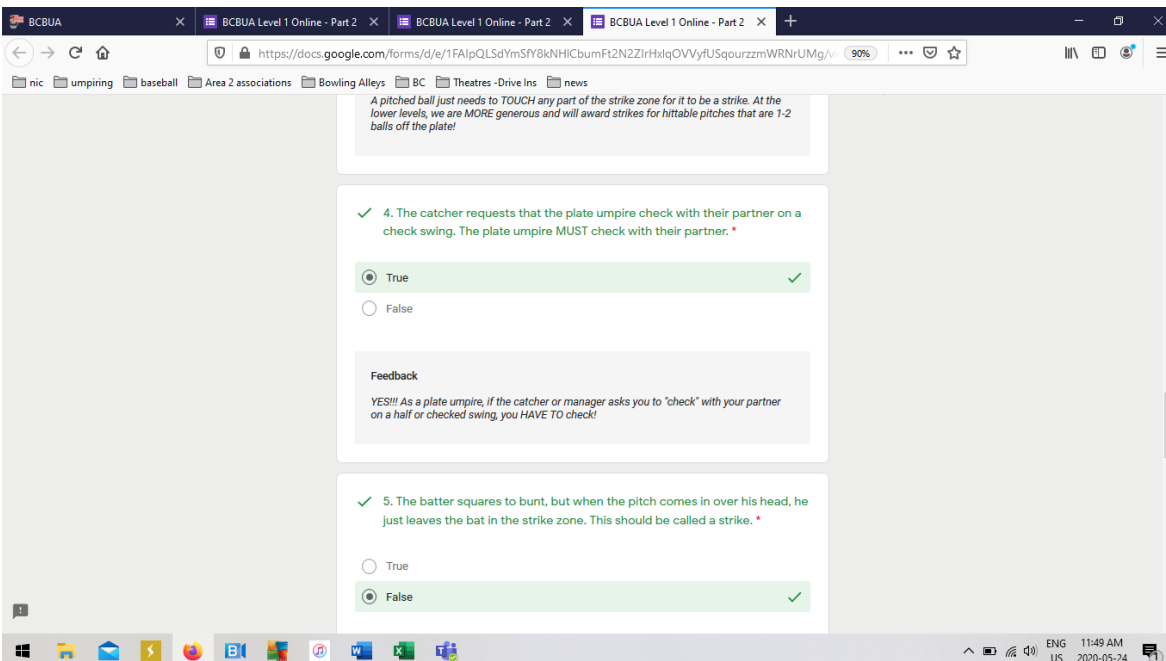 BCBUA
BCBUA Level 1 Online - Part 2
BCBUA Level 1 Online - Part 2
BCBUA Level 1 Online - Part 2
90%
nic umpiring baseball Area 2 associations Bowling Alleys BC Theatres -Drive Ins news
A pitched ball just needs to TOUCH any part of the strike zone for it to be a strike. At the
lower levels, we are MORE generous and will award strikes for hittable pitches that are 1-2
balls off the plate!
4. The catcher requests that the plate umpire check with their partner on a
check swing. The plate umpire MUST check with their partner. *
True
False
Feedback
YES!!! As a plate umpire, if the catcher or manager asks you to "check" with your partner
on a half or checked swing, you HAVE TO check!
5. The batter squares to bunt, but when the pitch comes in over his head, he
just leaves the bat in the strike zone. This should be called a strike. *
True
False
ENG 11:49 AM
US 2020-05-24